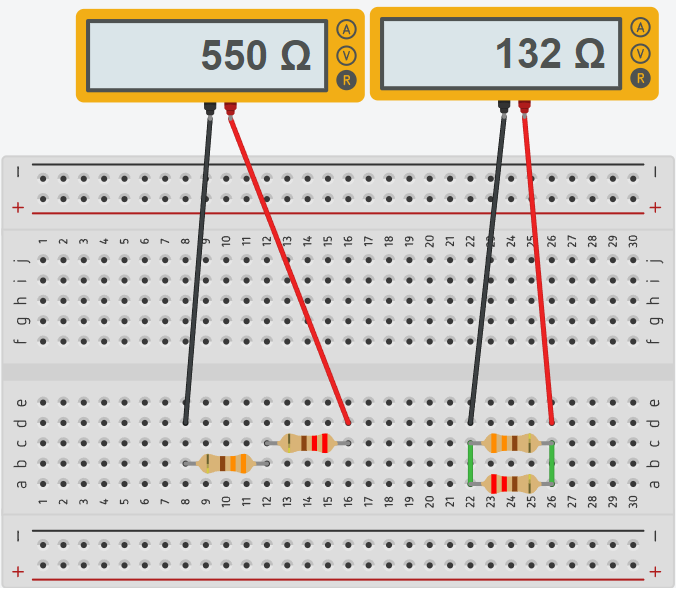 550 Ω
A
V
R
132 Ω
A
V
R
− −
+ +
1 2 3 4 5 6 7 8 9 10 11 12 13 14 15 16 17 18 19 20 21 22 23 24 25 26 27 28 29 30
j j
i i
h h
g g
f f
e e
d d
c c
b b
a a
1 2 3 4 5 6 7 8 9 10 11 12 13 14 15 16 17 18 19 20 21 22 23 24 25 26 27 28 29 30
− −
+ +